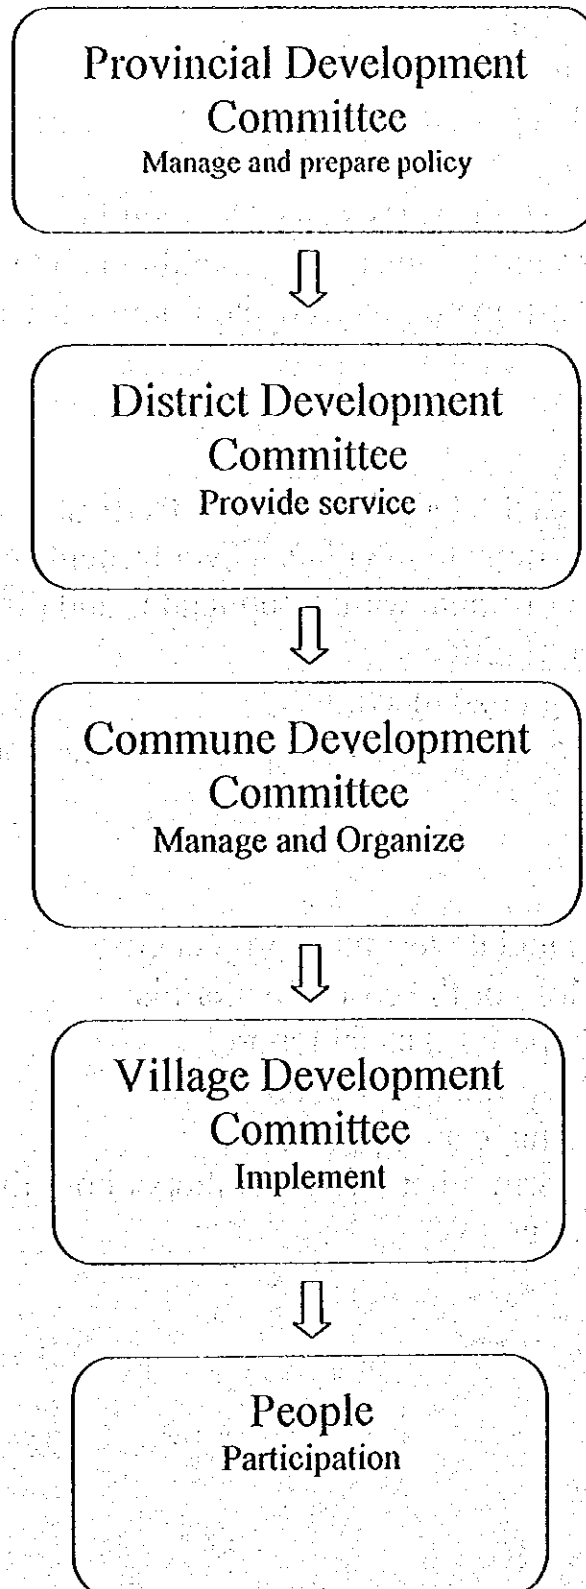 Provincial Development
Committee
Manage and prepare policy
District Development
Committee
Provide service
Commune Development
Committee
Manage and Organize
Village Development
Committee
Implement
People
Participation